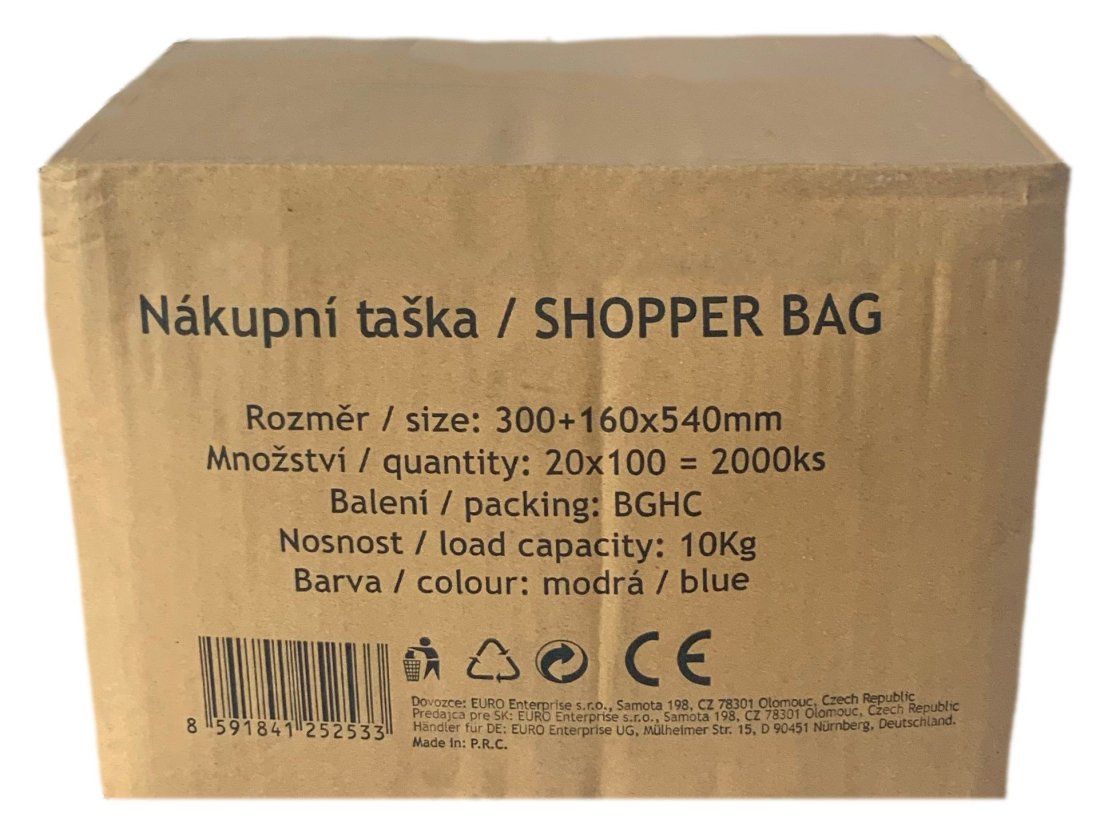 Nákupní taška / SHOPPER BAG
Rozměr / size: 300+160x540mm
Množství / quantity: 20x100 = 2000ks
Balení / packing: BGHC
Nosnost / load capacity: 10Kg
Barva / colour: modrá / blue
CE
8 591841 252533
Dovozce: EURO Enterprise s.r.o., Samota 198, CZ 78301 Olomouc, Czech Republic
Predajca pre SK: EURO Enterprise s.r.o., Samota 198, CZ 78301 Olomouc, Czech Republic
Händler für DE: EURO Enterprise UG, Mülheimer Str. 15, D 90451 Nürnberg, Deutschland.
Made in: P.R.C.